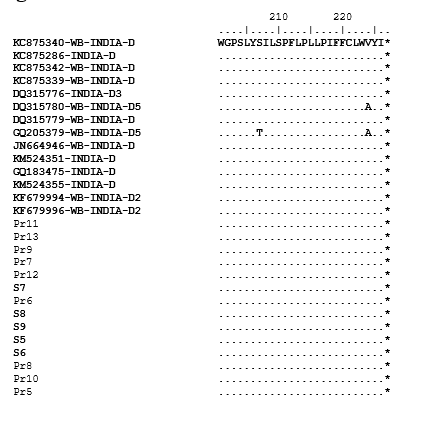 210 220
....|....|....|....|....|..
KC875340-WB-INDIA-D WGPSLYSILSPFLPLLPIFFCLWVYI*
KC875286-INDIA-D ..........................*
KC875342-WB-INDIA-D ..........................*
KC875339-WB-INDIA-D ..........................*
DQ315776-INDIA-D3 ..........................*
DQ315780-WB-INDIA-D5 .......................A..*
DQ315779-WB-INDIA-D ..........................*
GQ205379-WB-INDIA-D5 ......T................A..*
JN664946-WB-INDIA-D ..........................*
KM524351-INDIA-D ..........................*
GQ183475-INDIA-D ..........................*
KM524355-INDIA-D ..........................*
KF679994-WB-INDIA-D2 ..........................*
KF679996-WB-INDIA-D2 ..........................*
Pr11 ..........................*
Pr13 ..........................*
Pr9 ..........................*
Pr7 ..........................*
Pr12 ..........................*
S7 ..........................*
Pr6 ..........................*
S8 ..........................*
S9 ..........................*
S5 ..........................*
S6 ..........................*
Pr8 ..........................*
Pr10 ..........................*
Pr5 ..........................*